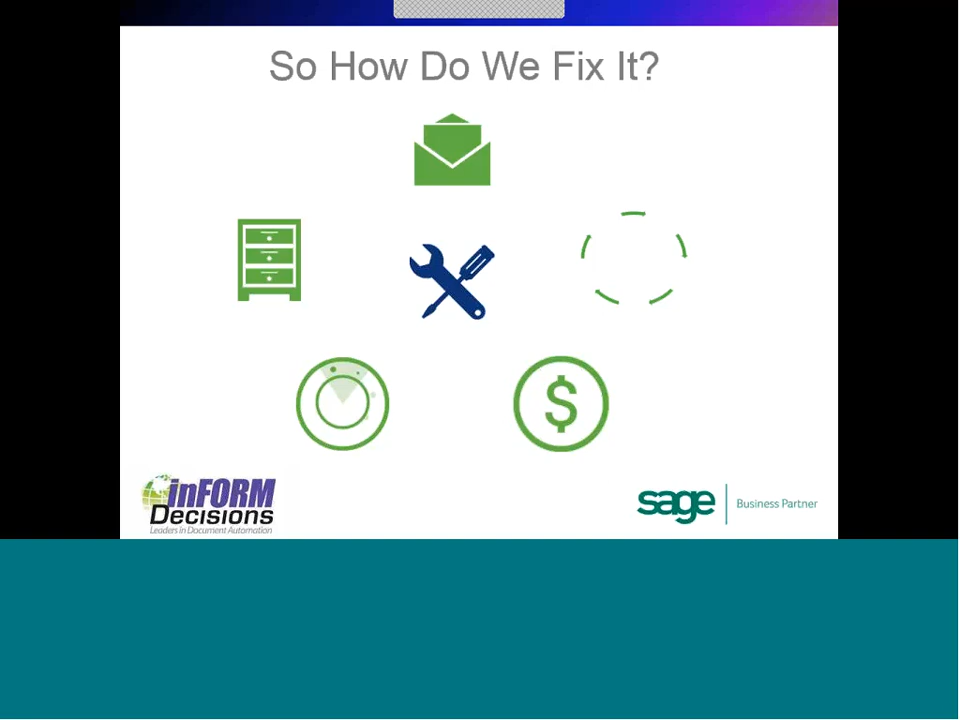 So How Do We Fix It?
$
inFORM
Decisions
Leaders in Document Automation
sage
Business Partner